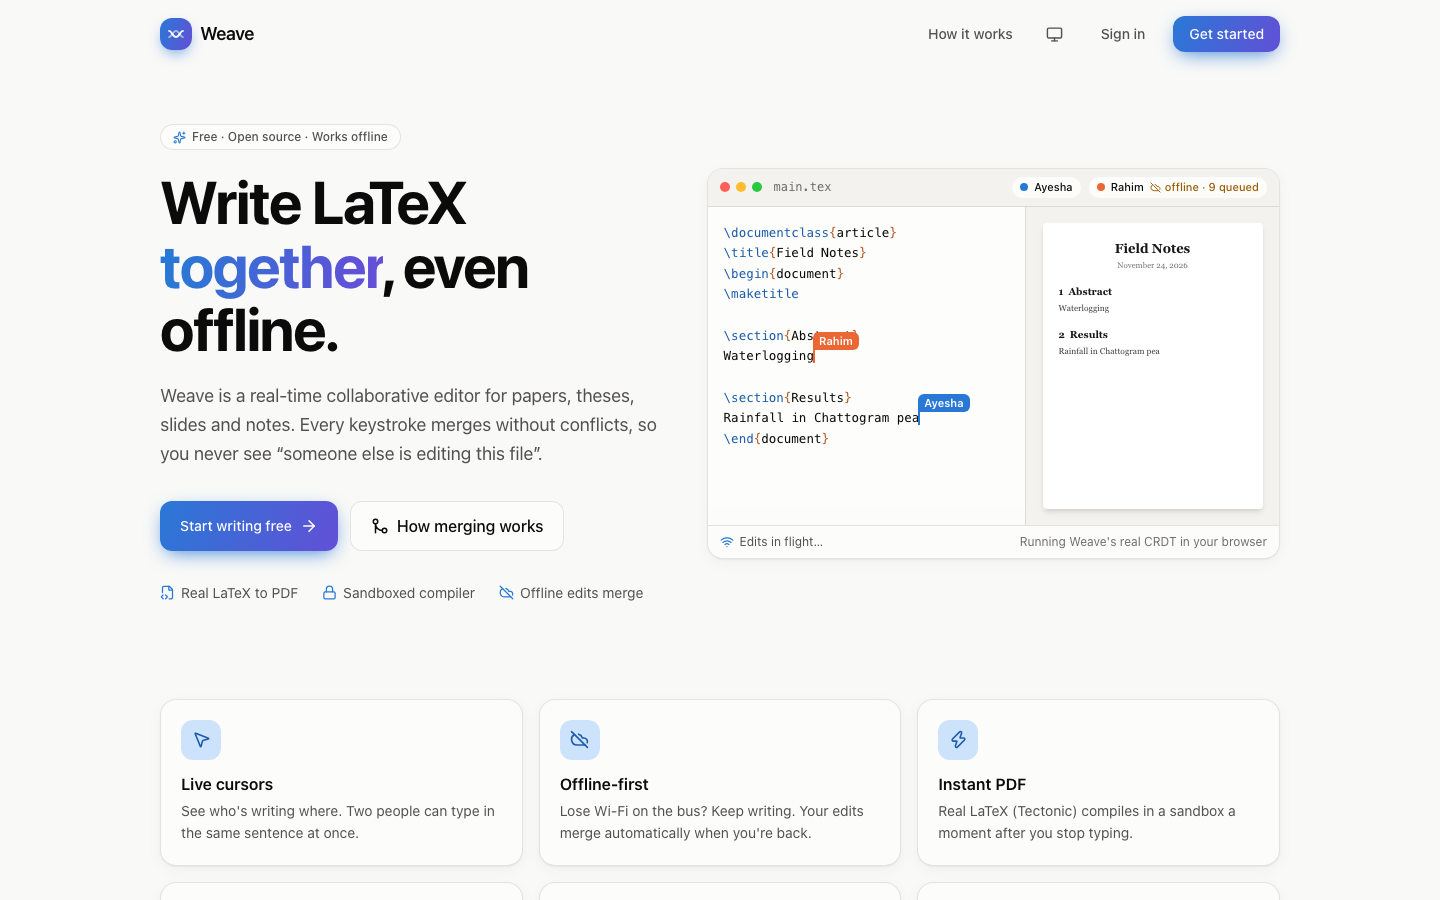 Weave
How it works
Sign in
Get started
Free · Open source · Works offline
Write LaTeX
together, even
offline.
Weave is a real-time collaborative editor for papers, theses,
slides and notes. Every keystroke merges without conflicts, so
you never see “someone else is editing this file”.
Start writing free
How merging works
Real LaTeX to PDF
Sandboxed compiler
Offline edits merge
main.tex
Ayesha
Rahim offline · 9 queued
\documentclass{article}
\title{Field Notes}
\begin{document}
\maketitle
\section{Abs
Rahim
Waterlogging
\section{Results}
Ayesha
Rainfall in Chattogram pea
\end{document}
Field Notes
November 24, 2026
1 Abstract
Waterlogging
2 Results
Rainfall in Chattogram pea
Edits in flight...
Running Weave's real CRDT in your browser
Live cursors
See who's writing where. Two people can type in
the same sentence at once.
Offline-first
Lose Wi-Fi on the bus? Keep writing. Your edits
merge automatically when you're back.
Instant PDF
Real LaTeX (Tectonic) compiles in a sandbox a
moment after you stop typing.